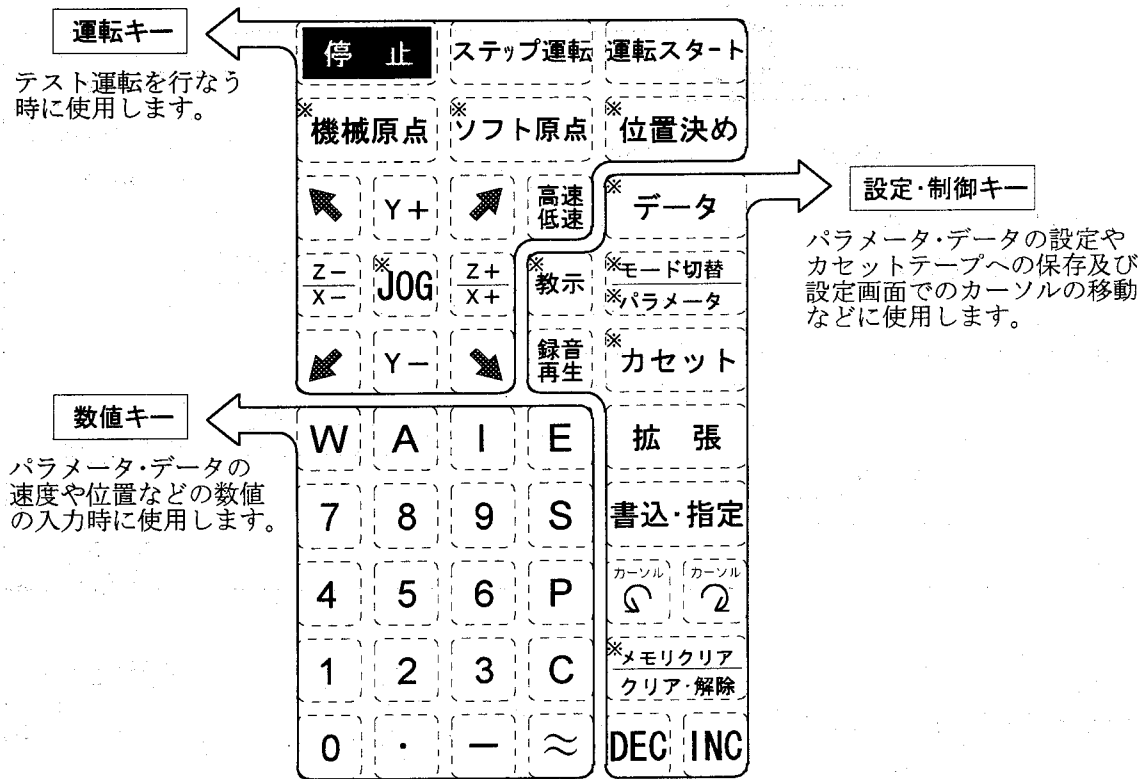 運転キー
テスト運転を行なう
時に使用します。
停 止 ステップ運転 運転スタート
※機械原点 ※ソフト原点 ※位置決め
Y+ 高速
低速
※データ
Z-
X-
※JOG
Z+
X+
※教示
※モード切替
※パラメータ
Y-
録音
再生
※カセット
設定・制御キー
パラメータ・データの設定や
カセットテープへの保存及び
設定画面でのカーソルの移動
などに使用します。
数値キー
パラメータ・データの
速度や位置などの数値
の入力時に使用します。
W A I E 拡 張
7 8 9 S 書込・指定
4 5 6 P カーソル カーソル
1 2 3 C ※メモリクリア
クリア・解除
0 ・ － ≈ DEC INC